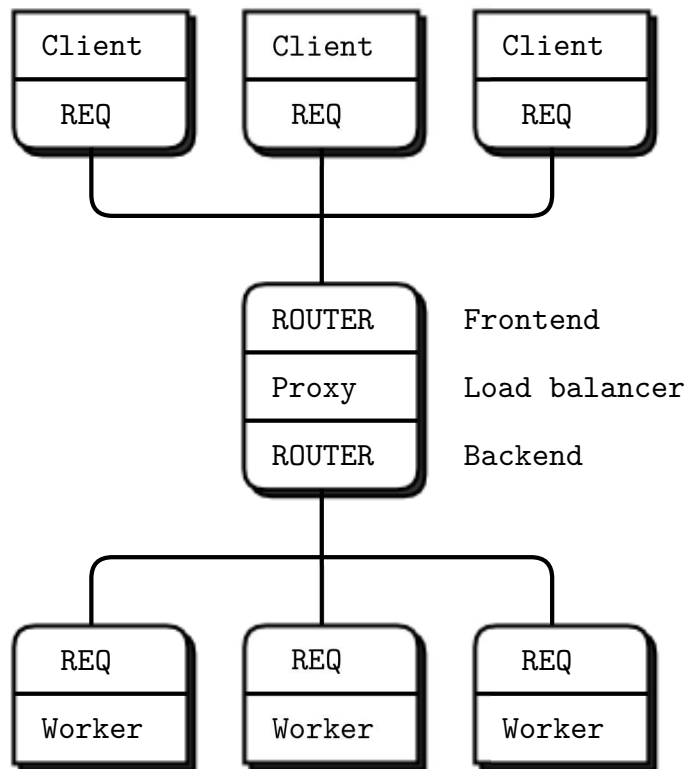 Client Client Client
REQ REQ REQ
ROUTER Frontend
Proxy Load balancer
ROUTER Backend
REQ REQ REQ
Worker Worker Worker